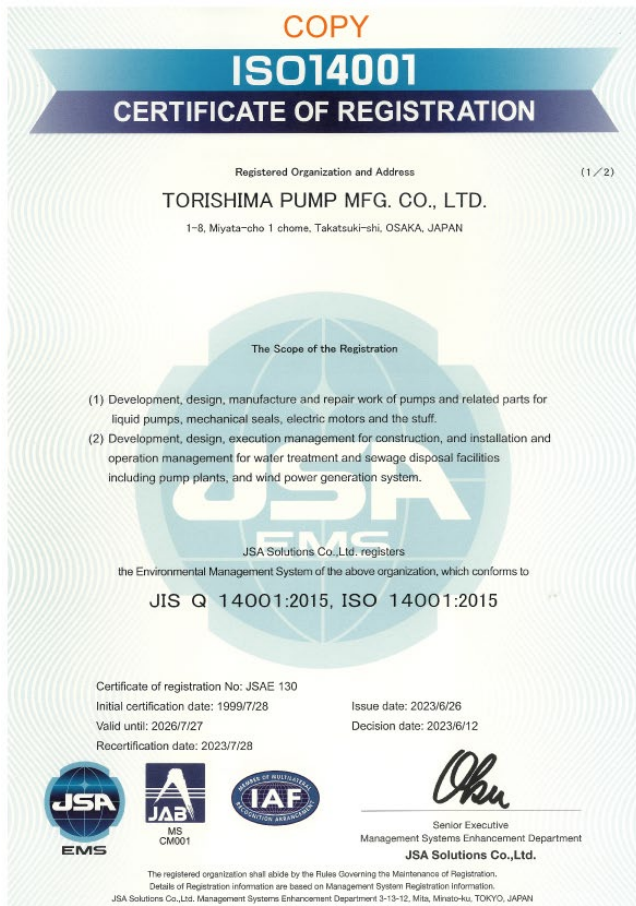 COPY
ISO14001
CERTIFICATE OF REGISTRATION
Registered Organization and Address
(1/2)
TORISHIMA PUMP MFG. CO., LTD.
1-8, Miyata-cho 1 chome, Takatsuki-shi, OSAKA, JAPAN
The Scope of the Registration
(1) Development, design, manufacture and repair work of pumps and related parts for
liquid pumps, mechanical seals, electric motors and the stuff.
(2) Development, design, execution management for construction, and installation and
operation management for water treatment and sewage disposal facilities
including pump plants, and wind power generation system.
JSA
EMS
JSA Solutions Co.,Ltd. registers
the Environmental Management System of the above organization, which conforms to
JIS Q 14001:2015, ISO 14001:2015
Certificate of registration No: JSAE 130
Initial certification date: 1999/7/28
Issue date: 2023/6/26
Valid until: 2026/7/27
Decision date: 2023/6/12
Recertification date: 2023/7/28
JSA
EMS
JAB
MS
CM001
MEMBER OF MULTILATERAL
IAF
RECOGNITION ARRANGEMENT
Senior Executive
Management Systems Enhancement Department
JSA Solutions Co.,Ltd.
The registered organization shall abide by the Rules Governing the Maintenance of Registration.
Details of Registration information are based on Management System Registration Information.
JSA Solutions Co.,Ltd. Management Systems Enhancement Department 3-13-12, Mita, Minato-ku, TOKYO, JAPAN